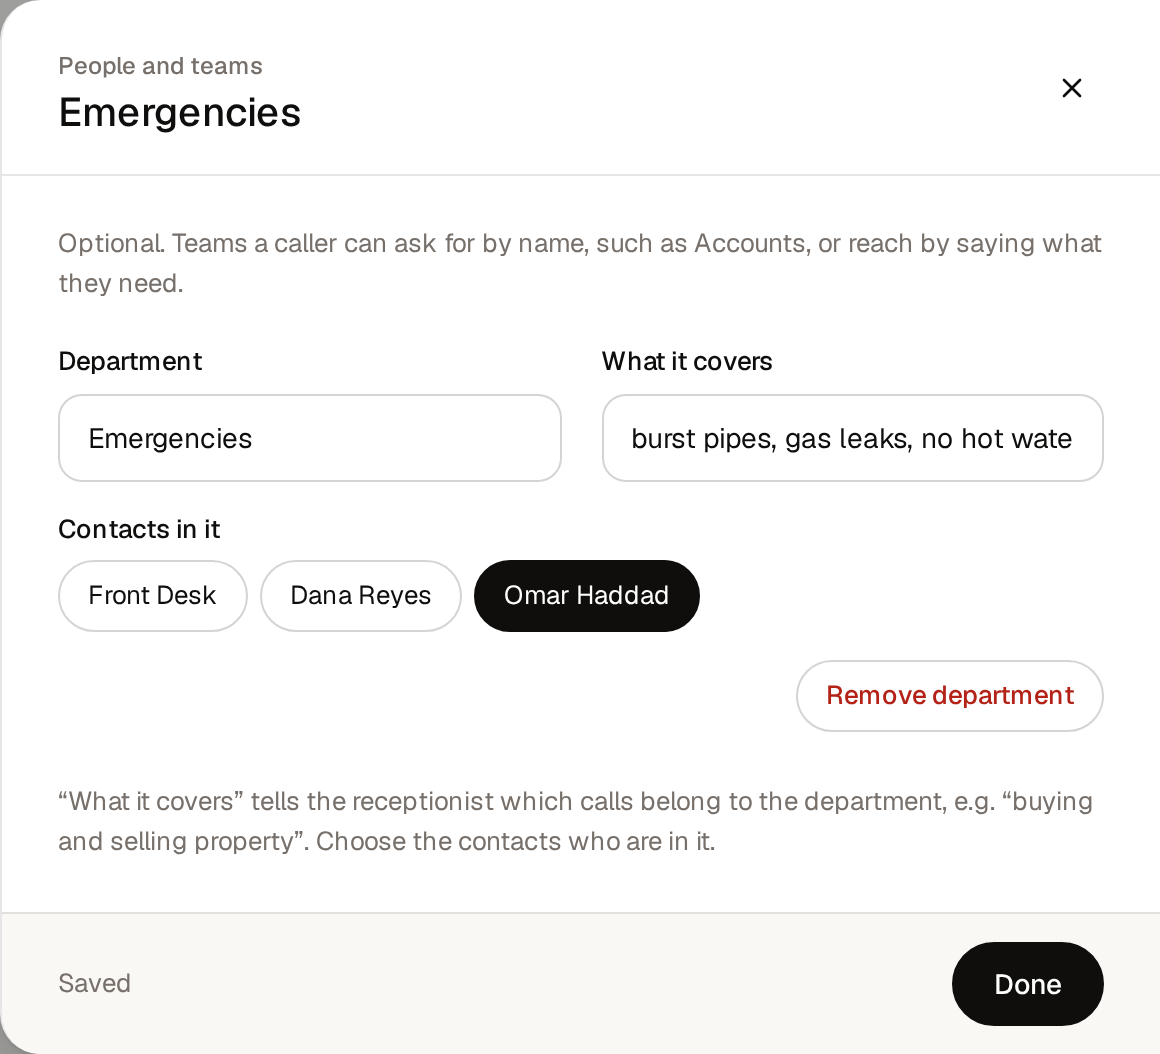 People and teams
Emergencies
Optional. Teams a caller can ask for by name, such as Accounts, or reach by saying what
they need.
Department
What it covers
Emergencies
burst pipes, gas leaks, no hot wate
Contacts in it
Front Desk
Dana Reyes
Omar Haddad
Remove department
“What it covers” tells the receptionist which calls belong to the department, e.g. “buying
and selling property”. Choose the contacts who are in it.
Saved
Done